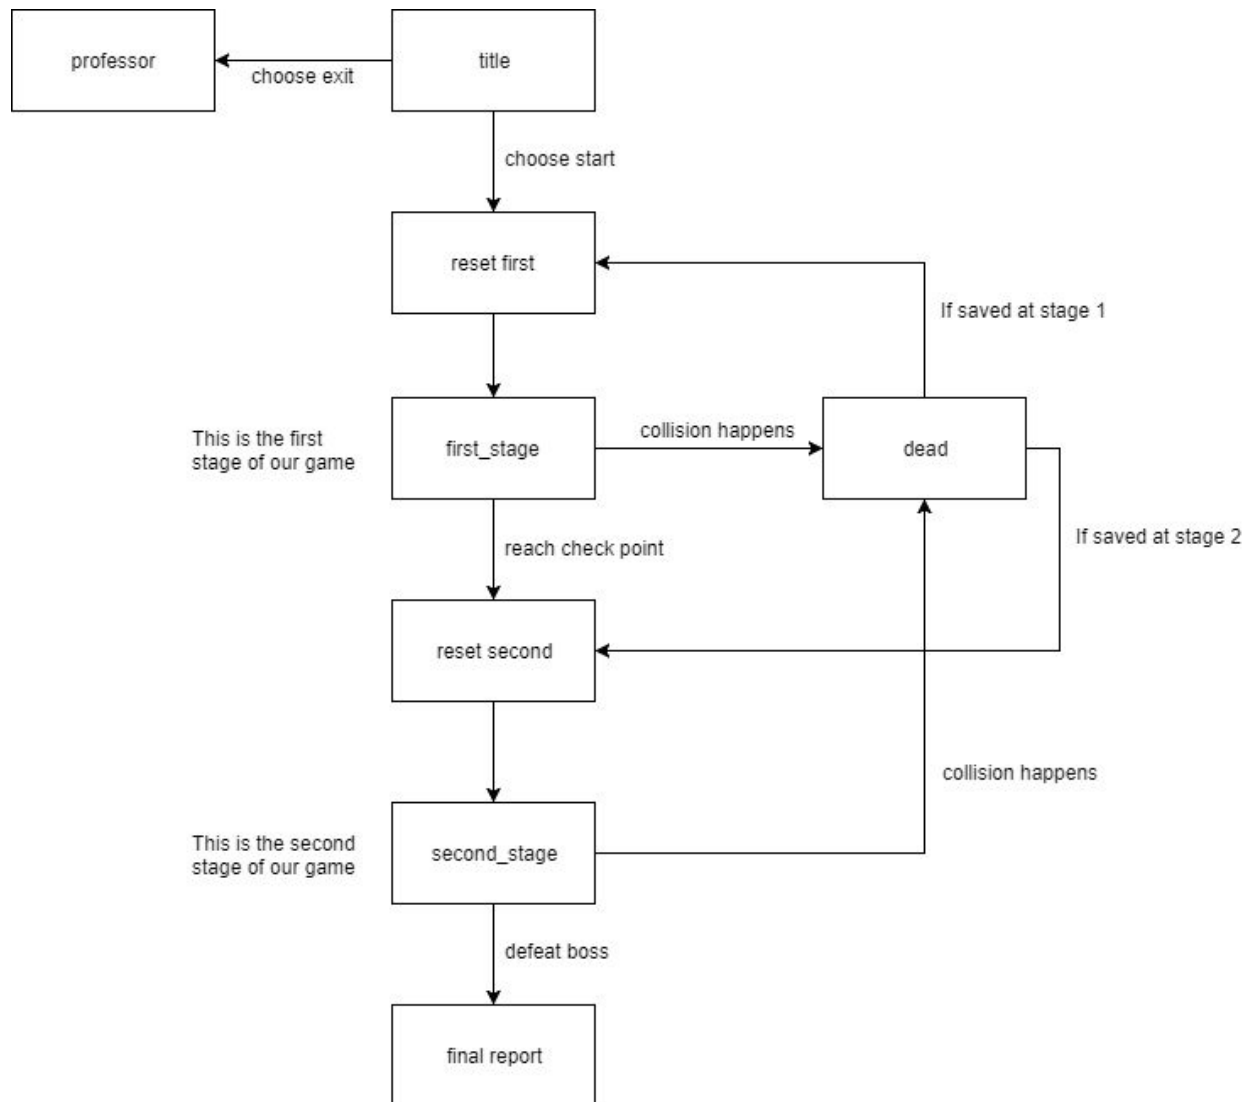 professor
choose exit
title
choose start
reset first
If saved at stage 1
This is the first
stage of our game
first_stage
collision happens
dead
reach check point
If saved at stage 2
reset second
collision happens
This is the second
stage of our game
second_stage
defeat boss
final report